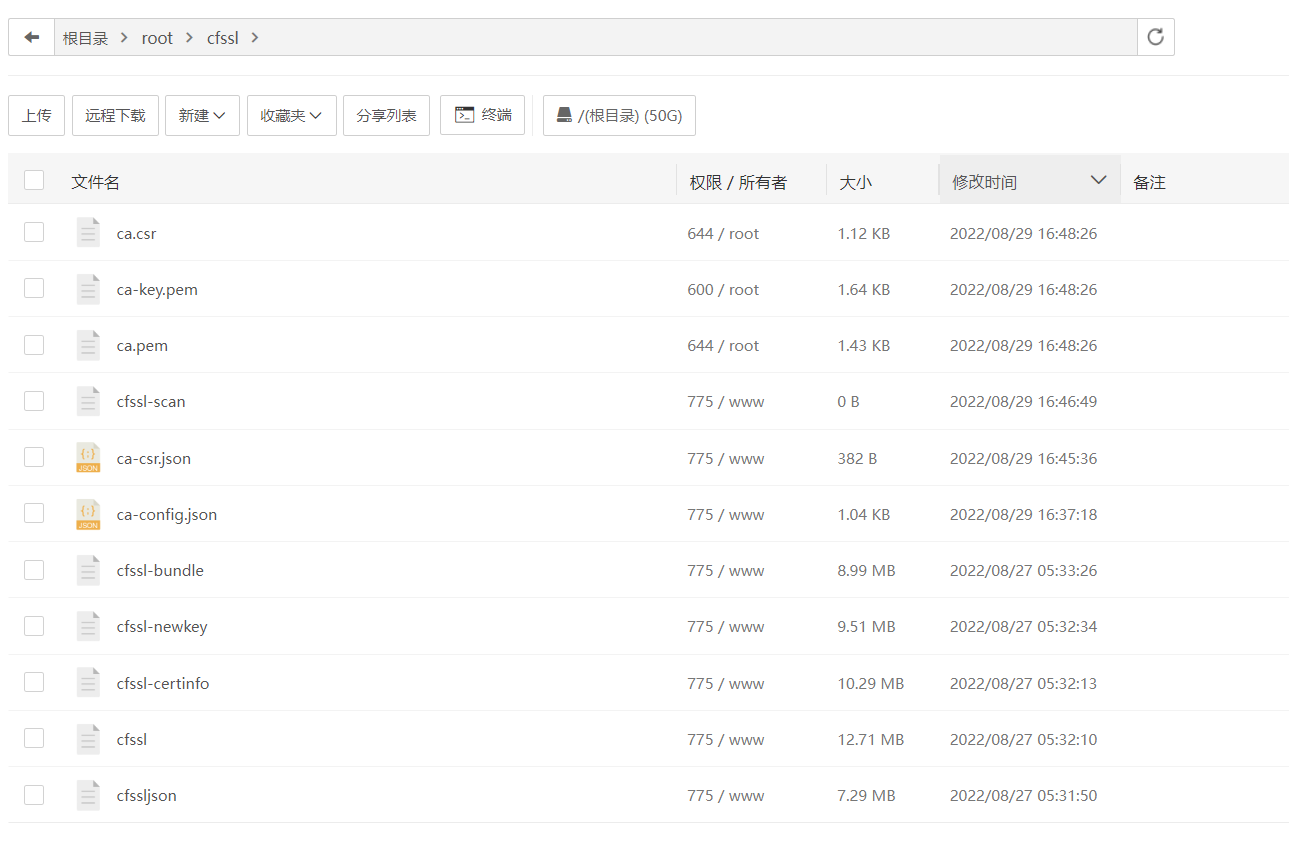 根目录 root cfssl
上传 远程下载 新建 收藏夹 分享列表 终端 /(根目录) (50G)
文件名 权限 / 所有者 大小 修改时间 备注
ca.csr 644 / root 1.12 KB 2022/08/29 16:48:26
ca-key.pem 600 / root 1.64 KB 2022/08/29 16:48:26
ca.pem 644 / root 1.43 KB 2022/08/29 16:48:26
cfssl-scan 775 / www 0 B 2022/08/29 16:46:49
{:} JSON ca-csr.json 775 / www 382 B 2022/08/29 16:45:36
{:} JSON ca-config.json 775 / www 1.04 KB 2022/08/29 16:37:18
cfssl-bundle 775 / www 8.99 MB 2022/08/27 05:33:26
cfssl-newkey 775 / www 9.51 MB 2022/08/27 05:32:34
cfssl-certinfo 775 / www 10.29 MB 2022/08/27 05:32:13
cfssl 775 / www 12.71 MB 2022/08/27 05:32:10
cfssljson 775 / www 7.29 MB 2022/08/27 05:31:50